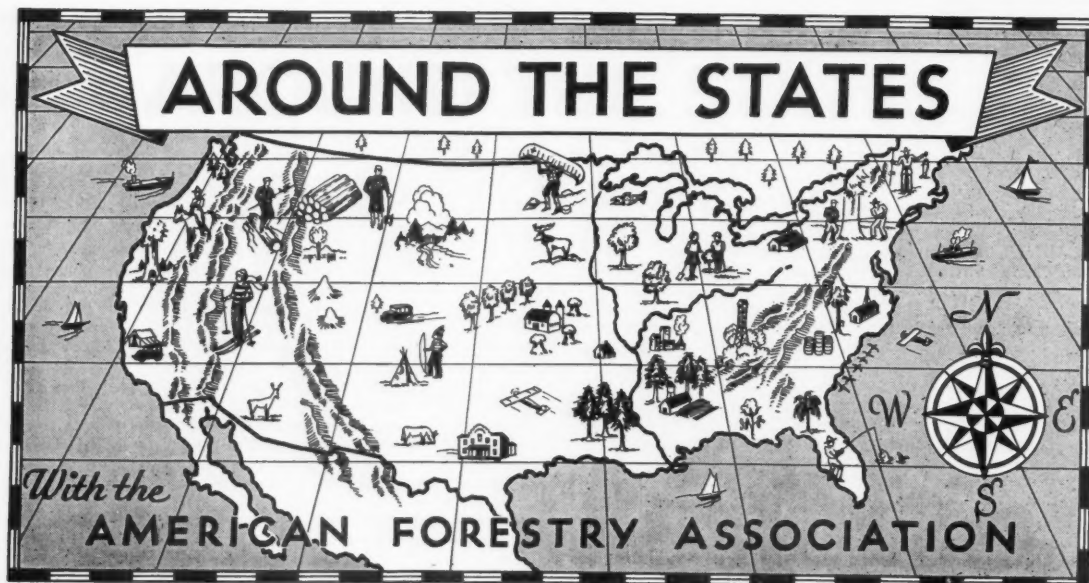 AROUND THE STATES
N
W
E
S
With the
AMERICAN FORESTRY ASSOCIATION